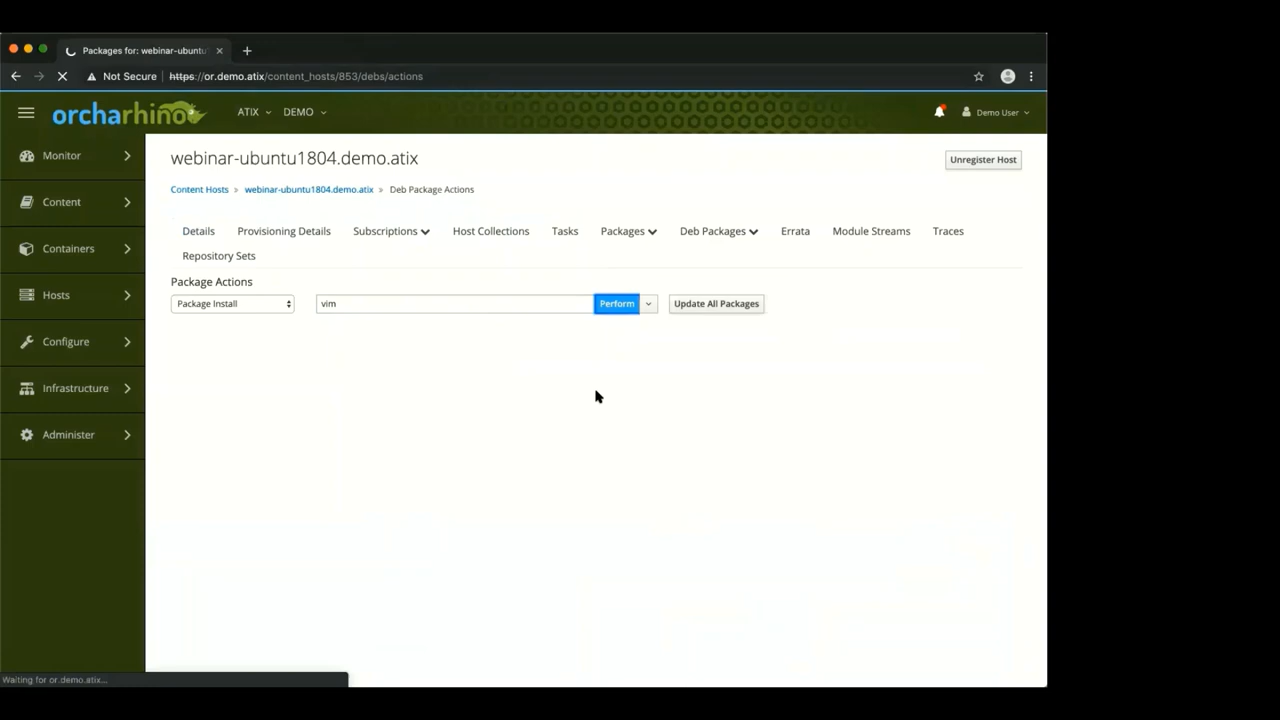 Packages for: webinar-ubuntu
Not Secure https://or.demo.atix/content_hosts/853/debs/actions
orcharhino ATIX DEMO Demo User
Monitor
Content
Containers
Hosts
Configure
Infrastructure
Administer
webinar-ubuntu1804.demo.atix Unregister Host
Content Hosts » webinar-ubuntu1804.demo.atix » Deb Package Actions
Details Provisioning Details Subscriptions Host Collections Tasks Packages Deb Packages Errata Module Streams Traces
Repository Sets
Package Actions
Package Install vim Perform Update All Packages
Waiting for or.demo.atix...